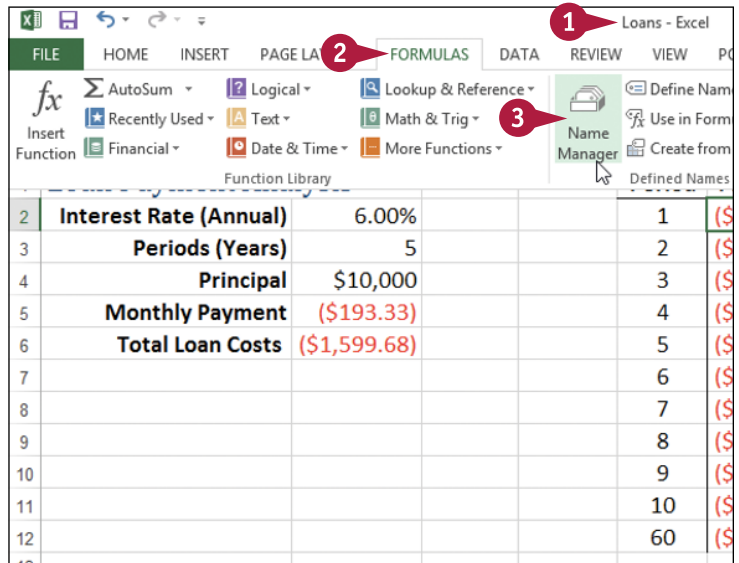 1 Loans - Excel
FILE HOME INSERT PAGE LA 2 FORMULAS DATA REVIEW VIEW
fx
Insert
Function
AutoSum
Recently Used
Financial
Logical
Text
Date & Time
Lookup & Reference
Math & Trig
More Functions
Function Library
3
Name
Manager
Define Nam
Use in Form
Create from
Defined Names
2 Interest Rate (Annual) 6.00% 1 ($
3 Periods (Years) 5 2 ($
4 Principal $10,000 3 ($
5 Monthly Payment ($193.33) 4 ($
6 Total Loan Costs ($1,599.68) 5 ($
7 6 ($
8 7 ($
9 8 ($
10 9 ($
11 10 ($
12 60 ($